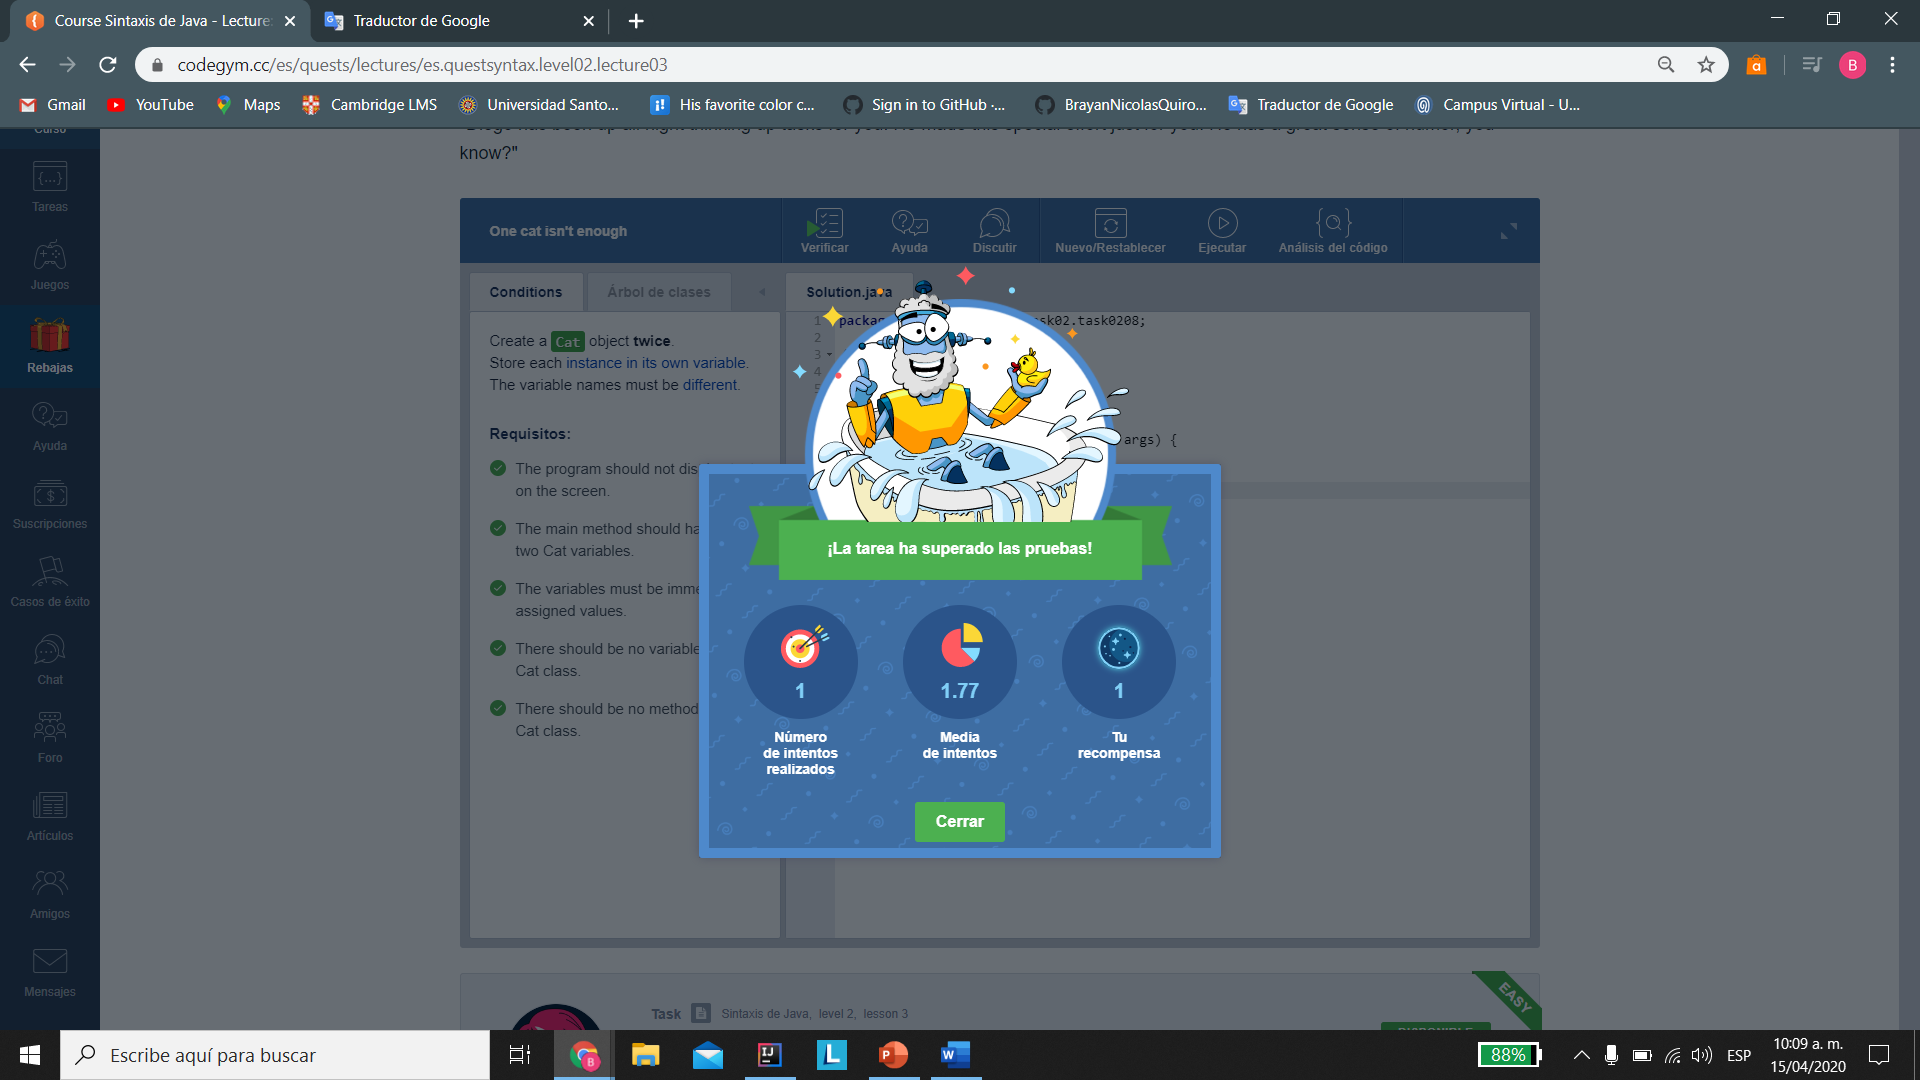 Course Sintaxis de Java - Lecture:
Traductor de Google
codegym.cc/es/quests/lectures/es.questsyntax.level02.lecture03
B
Gmail
YouTube
Maps
Cambridge LMS
Universidad Santo...
His favorite color c...
Sign in to GitHub ·...
BrayanNicolasQuiro...
Traductor de Google
Campus Virtual - U...
Curso
Tareas
Juegos
Rebajas
Ayuda
Suscripciones
Casos de éxito
Chat
Foro
Artículos
Amigos
Mensajes
know?"
One cat isn't enough
Verificar
Ayuda
Discutir
Nuevo/Restablecer
Ejecutar
Análisis del código
Conditions
Árbol de clases
Solution.java
Create a Cat object twice.
Store each instance in its own variable.
The variable names must be different.
Requisitos:
The program should not
on the screen.
The main method should
two Cat variables.
The variables must be
assigned values.
There should be no
Cat class.
There should be no
Cat class.
1
sk02.task0208;
2
3
4
args) {
¡La tarea ha superado las pruebas!
1
Número
de intentos
realizados
1.77
Media
de intentos
1
Tu
recompensa
Cerrar
Task
Sintaxis de Java, level 2, lesson 3
EASY
Escribe aquí para buscar
88%
ESP
10:09 a. m.
15/04/2020